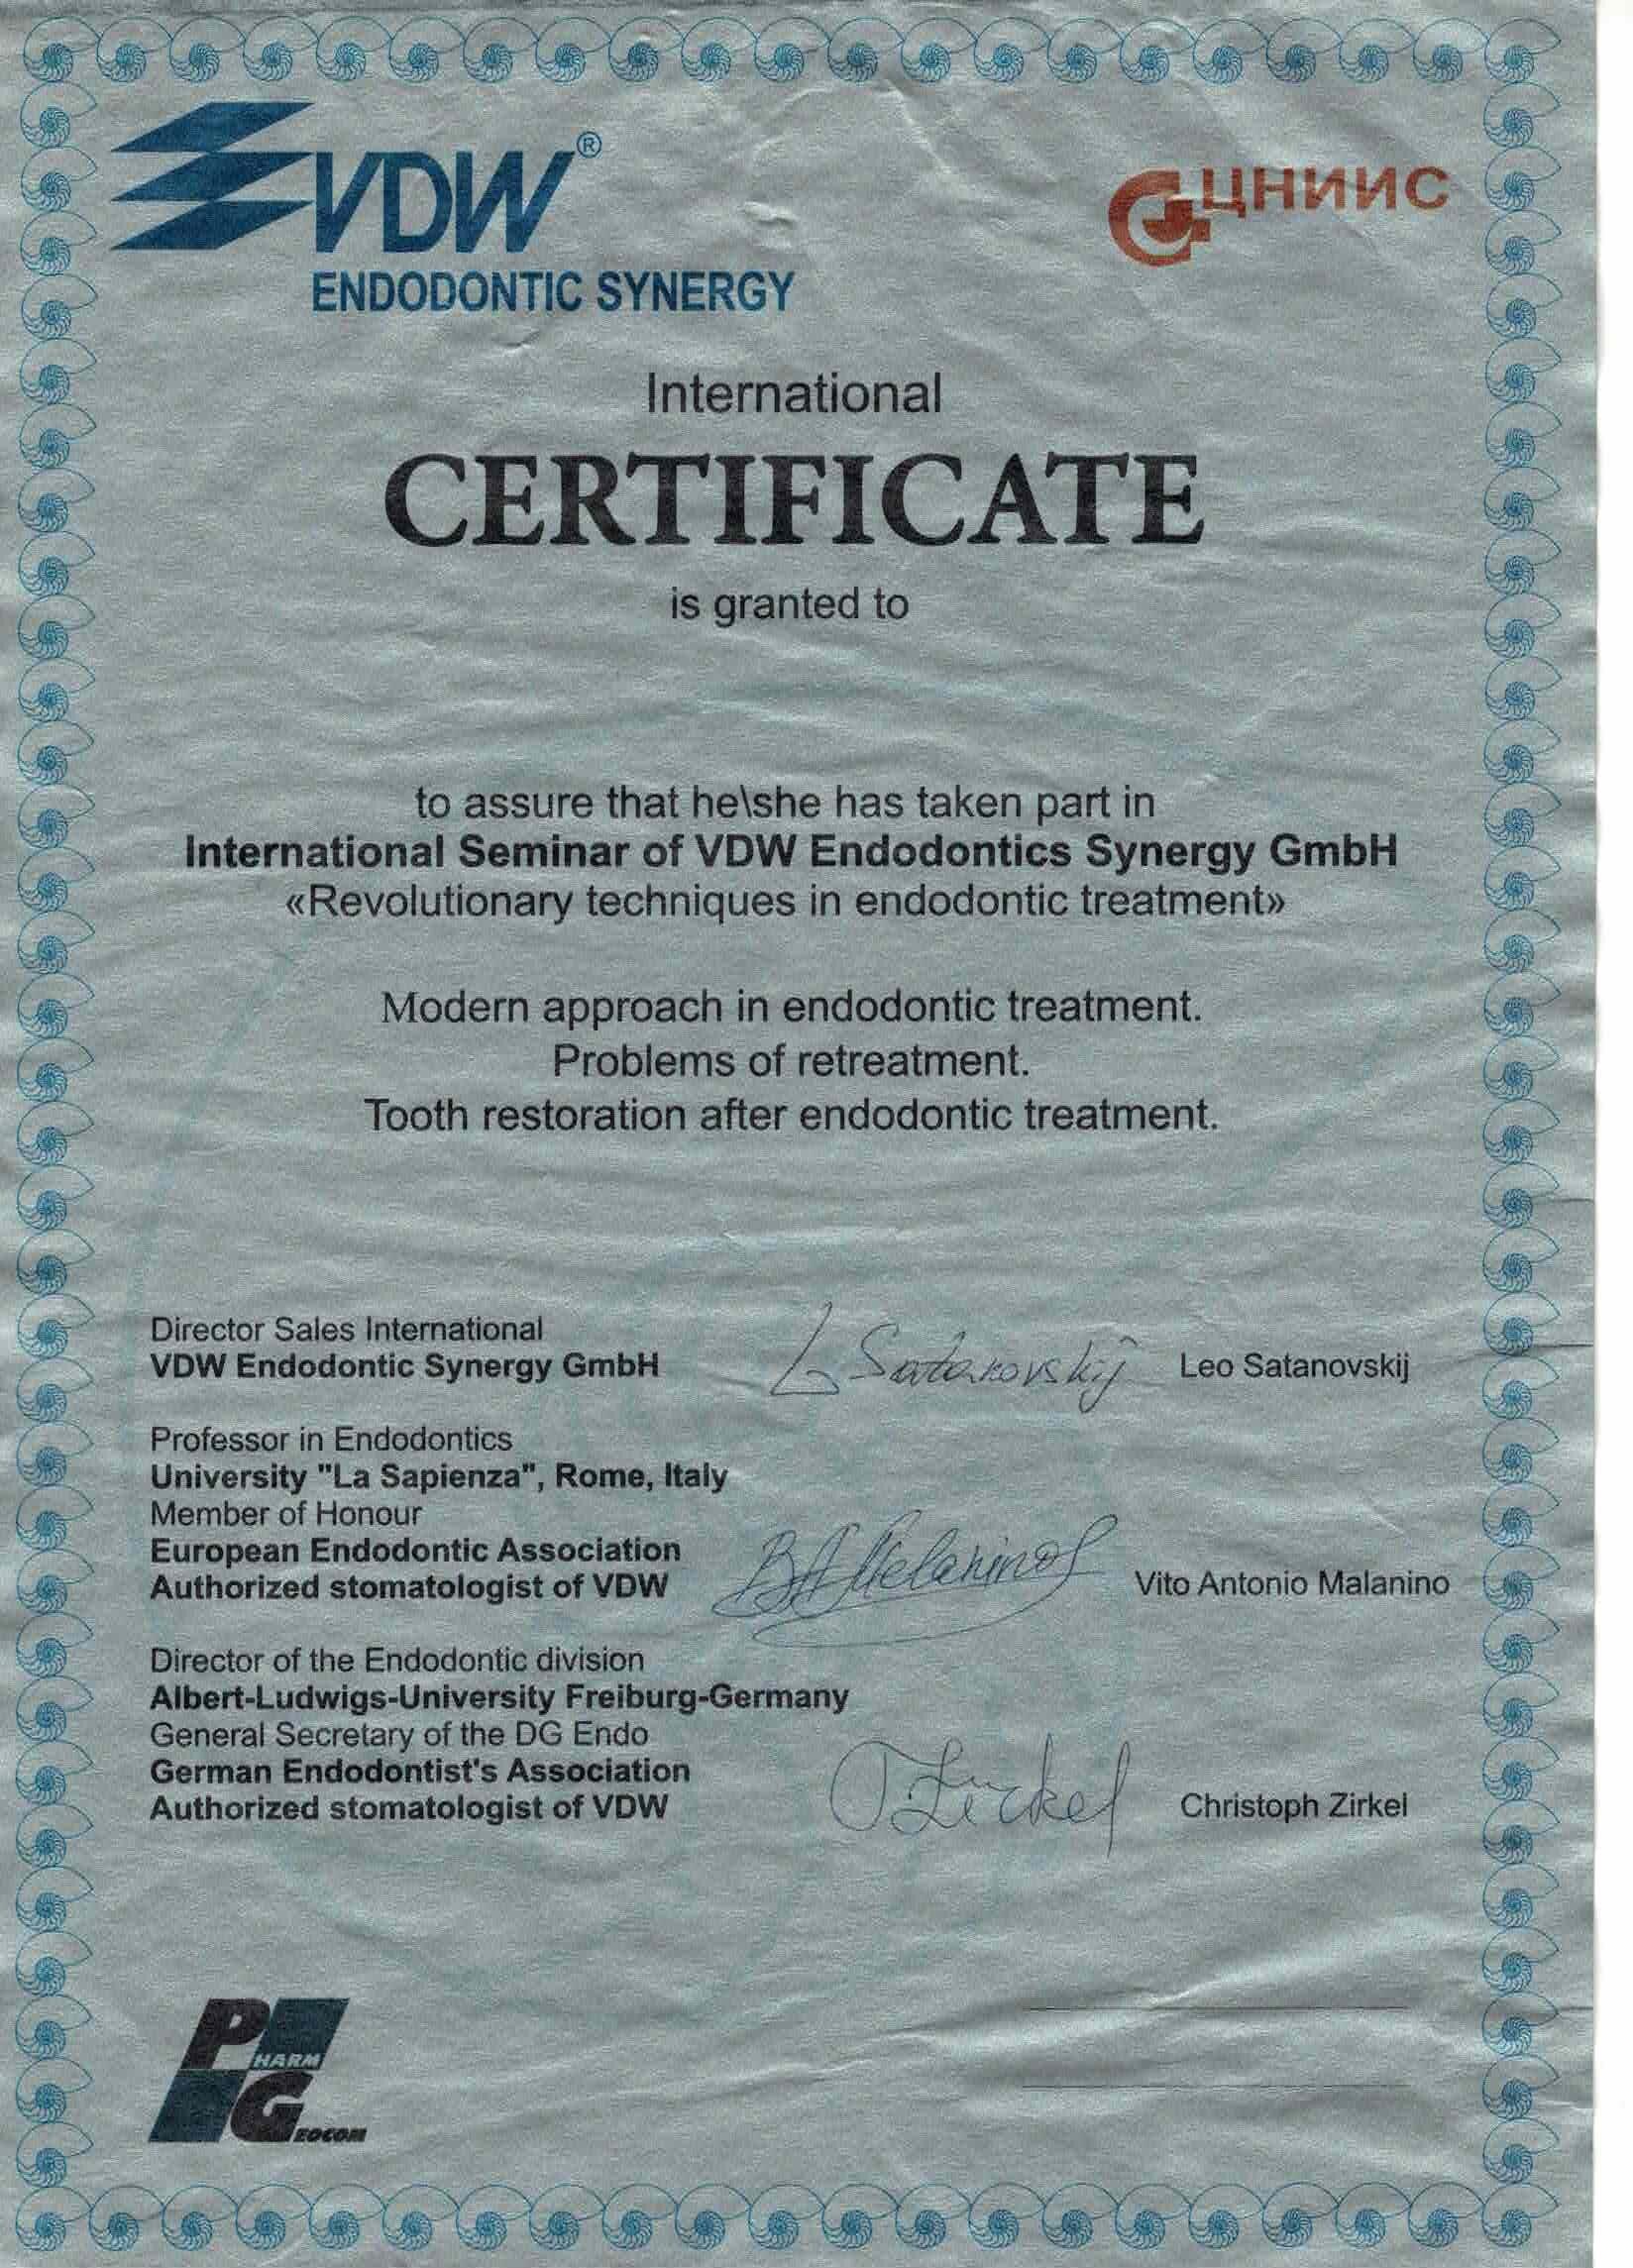 VDW®
ЦНИИС
ENDODONTIC SYNERGY
International
CERTIFICATE
is granted to
to assure that he\she has taken part in
International Seminar of VDW Endodontics Synergy GmbH
«Revolutionary techniques in endodontic treatment»
Modern approach in endodontic treatment.
Problems of retreatment.
Tooth restoration after endodontic treatment.
Director Sales International
VDW Endodontic Synergy GmbH
L Satanovskij
Leo Satanovskij
Professor in Endodontics
University "La Sapienza", Rome, Italy
Member of Honour
European Endodontic Association
Authorized stomatologist of VDW
Vito Antonio Malanino
Director of the Endodontic division
Albert-Ludwigs-University Freiburg-Germany
General Secretary of the DG Endo
German Endodontist's Association
Authorized stomatologist of VDW
Zirkel
Christoph Zirkel
PHARM
GEOCOM